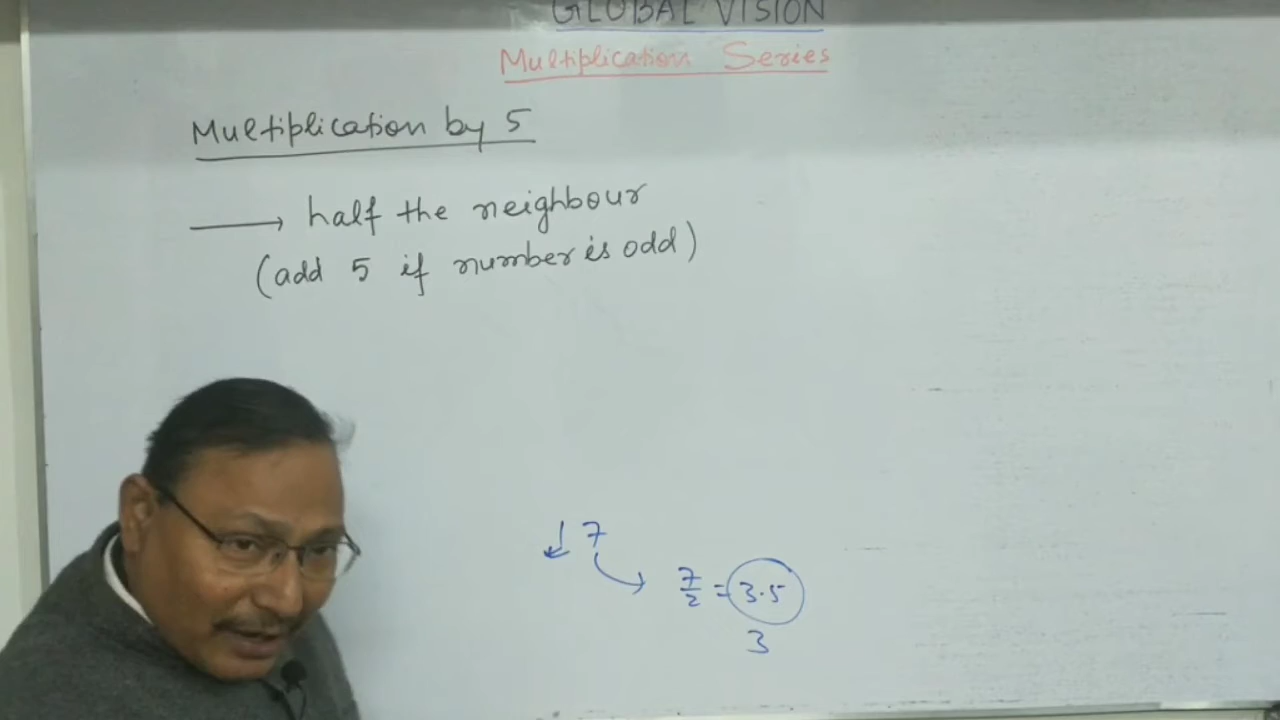 GLOBAL VISION
Multiplication Series
Multiplication by 5
→ half the neighbour
(add 5 if number is odd)
↓ 7
7/2 = 3.5
3